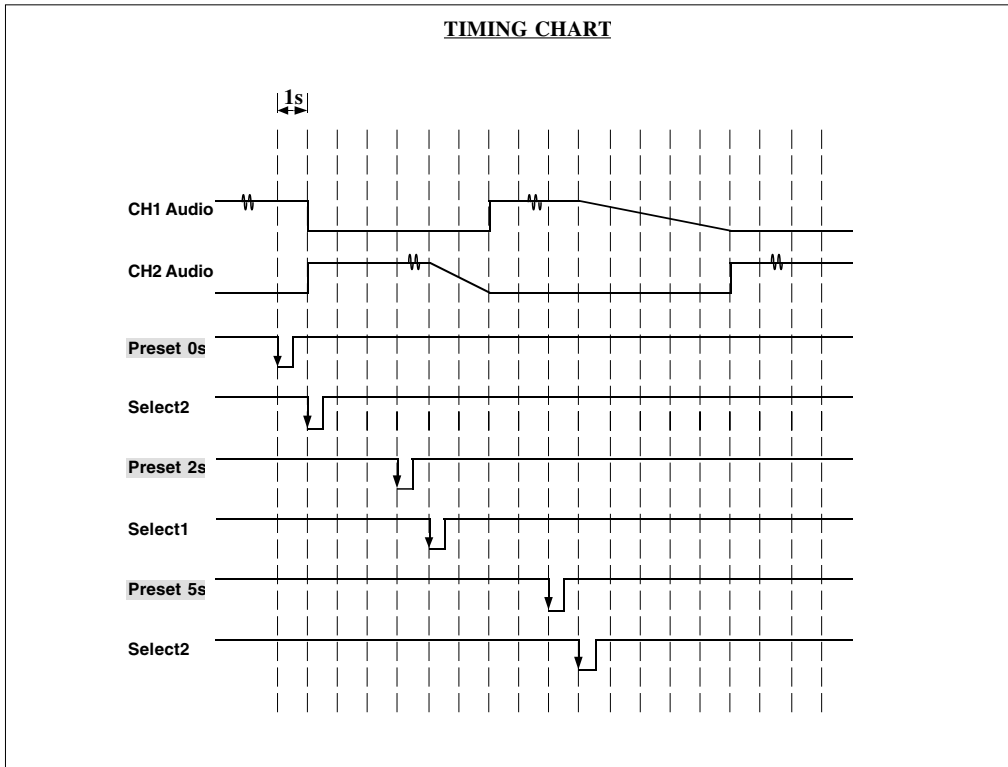 TIMING CHART
1s
CH1 Audio
CH2 Audio
Preset 0s
Select2
Preset 2s
Select1
Preset 5s
Select2